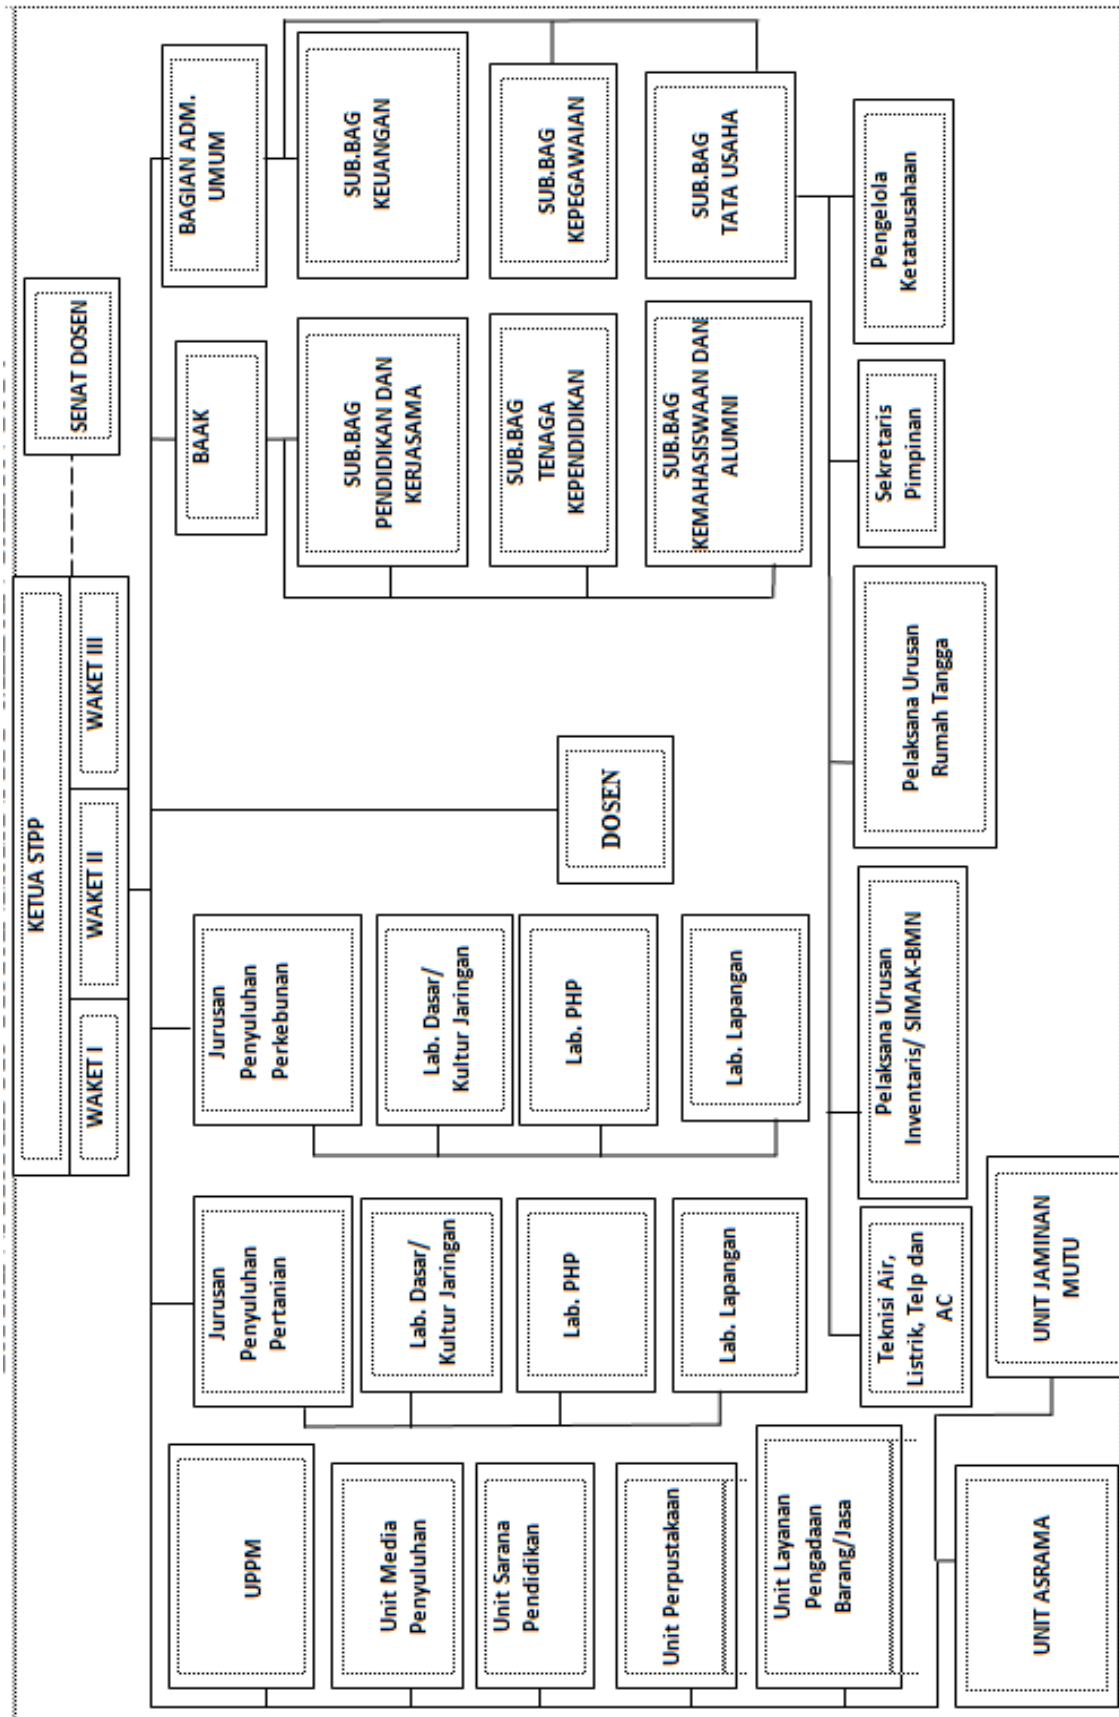 KETUA STPP
WAKET I
WAKET II
WAKET III
SENAT DOSEN
UPPM
Unit Media
Penyuluhan
Unit Sarana
Pendidikan
Unit Perpustakaan
Unit Layanan
Pengadaan
Barang/Jasa
UNIT ASRAMA
UNIT JAMINAN
MUTU
Jurusan
Penyuluhan
Pertanian
Lab. Dasar/
Kultur Jaringan
Lab. PHP
Lab. Lapangan
Jurusan
Penyuluhan
Perkebunan
Lab. Dasar/
Kultur Jaringan
Lab. PHP
Lab. Lapangan
DOSEN
BAAK
SUB.BAG
PENDIDIKAN DAN
KERJASAMA
SUB.BAG
TENAGA
KEPENDIDIKAN
SUB.BAG
KEMAHASISWAAN DAN
ALUMNI
BAGIAN ADM.
UMUM
SUB.BAG
KEUANGAN
SUB.BAG
KEPEGAWAIAN
SUB.BAG
TATA USAHA
Teknisi Air,
Listrik, Telp dan
AC
Pelaksana Urusan
Inventaris/ SIMAK-BMN
Pelaksana Urusan
Rumah Tangga
Sekretaris
Pimpinan
Pengelola
Ketatausahaan